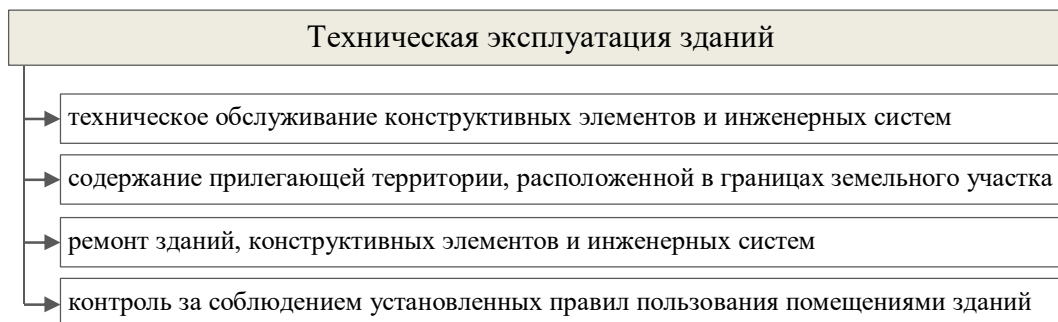 Техническая эксплуатация зданий
техническое обслуживание конструктивных элементов и инженерных систем
содержание прилегающей территории, расположенной в границах земельного участка
ремонт зданий, конструктивных элементов и инженерных систем
контроль за соблюдением установленных правил пользования помещениями зданий